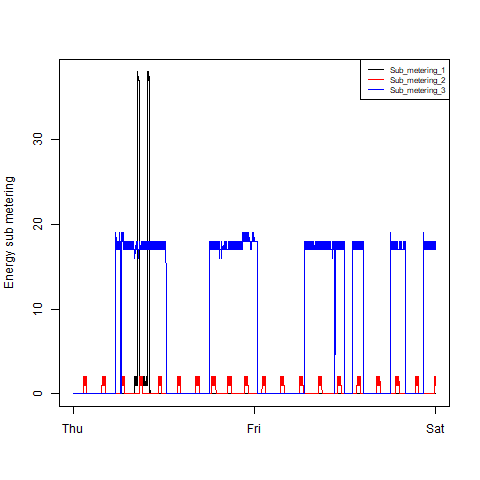 Sub_metering_1
Sub_metering_2
Sub_metering_3
Energy sub metering
30
20
10
0
Thu
Fri
Sat